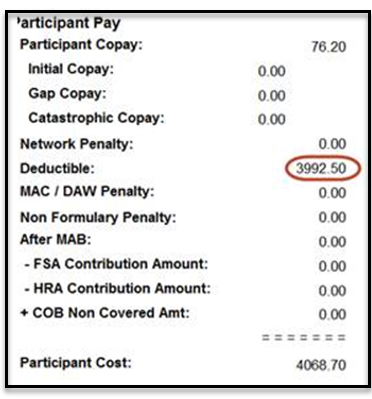 'articipant Pay
Participant Copay: 76.20
Initial Copay: 0.00
Gap Copay: 0.00
Catastrophic Copay: 0.00
Network Penalty: 0.00
Deductible: 3992.50
MAC / DAW Penalty: 0.00
Non Formulary Penalty: 0.00
After MAB: 0.00
- FSA Contribution Amount: 0.00
- HRA Contribution Amount: 0.00
+ COB Non Covered Amt: 0.00
= = = = = = =
Participant Cost: 4068.70